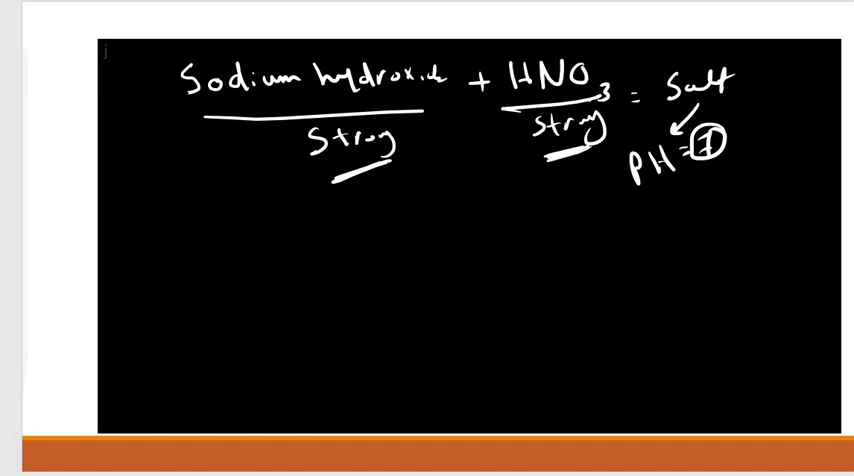 j
Sodium hydroxide + HNO3 = Salt
Strong Strong
PH = 7